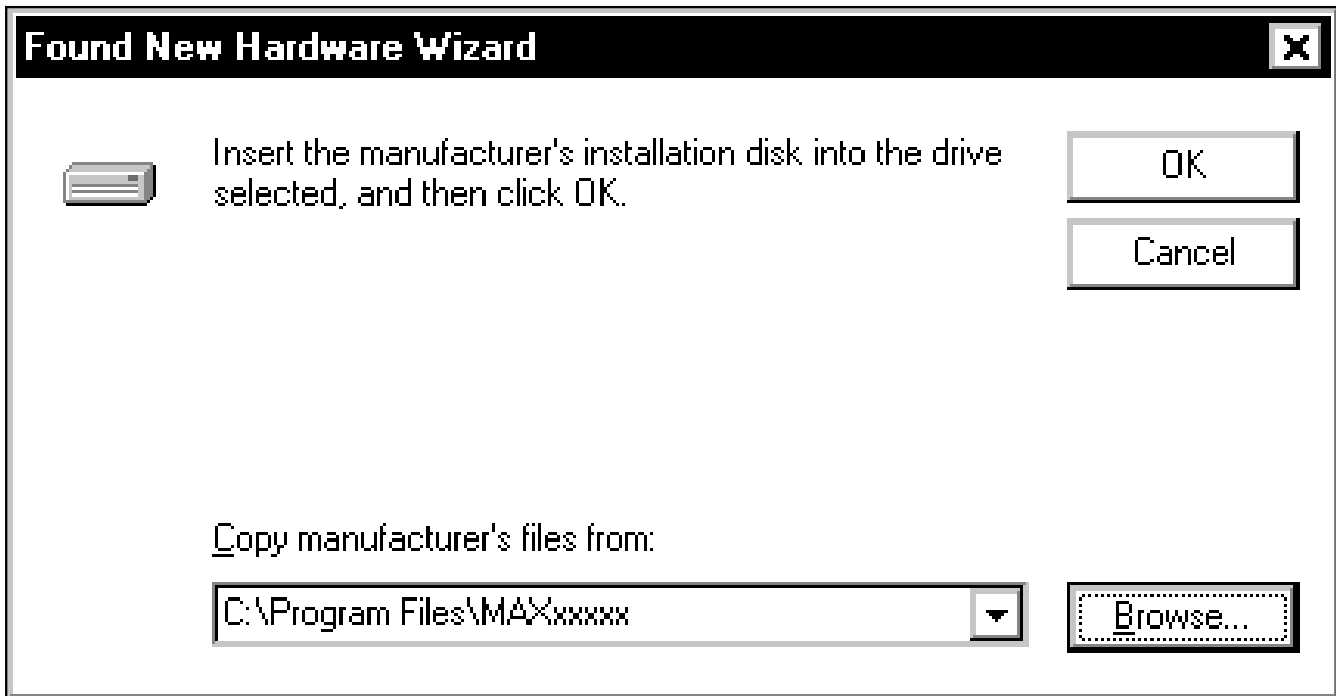 Found New Hardware Wizard
Insert the manufacturer's installation disk into the drive
selected, and then click OK.
OK
Cancel
Copy manufacturer's files from:
C:\Program Files\MAXxxxxx
Browse...